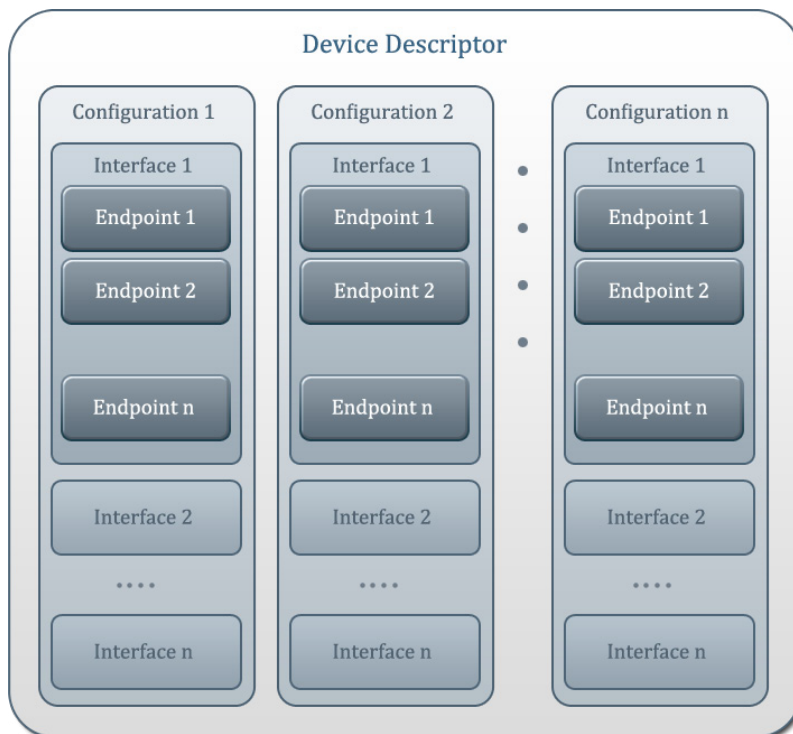 Device Descriptor
Configuration 1
Interface 1
Endpoint 1
Endpoint 2
Endpoint n
Interface 2
....
Interface n
Configuration 2
Interface 1
Endpoint 1
Endpoint 2
Endpoint n
Interface 2
....
Interface n
Configuration n
Interface 1
Endpoint 1
Endpoint 2
Endpoint n
Interface 2
....
Interface n